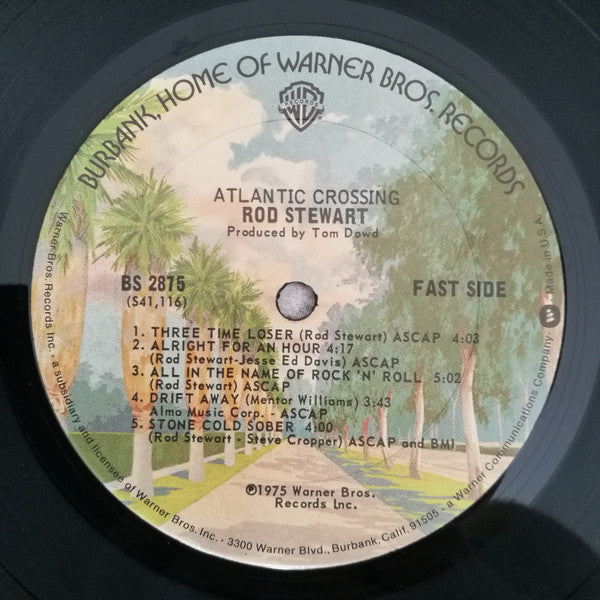 BURBANK, HOME OF WARNER BROS. RECORDS
WB
RECORDS
ATLANTIC CROSSING
ROD STEWART
Produced by Tom Dowd
BS 2875
(S41,116)
FAST SIDE
1. THREE TIME LOSER (Rod Stewart) ASCAP 4:03
2. ALRIGHT FOR AN HOUR 4:17
(Rod Stewart-Jesse Ed Davis) ASCAP
3. ALL IN THE NAME OF ROCK 'N' ROLL 5:02
(Rod Stewart) ASCAP
4. DRIFT AWAY (Mentor Williams) 3:43
Almo Music Corp. - ASCAP
5. STONE COLD SOBER 4:00
(Rod Stewart - Steve Cropper) ASCAP and BMI
℗1975 Warner Bros.
Records Inc.
Warner Bros. Records Inc. • a subsidiary and licensee of Warner Bros. Inc. • 3300 Warner Blvd., Burbank, Calif. 91505 • a Warner Communications Company. Made in U.S.A.